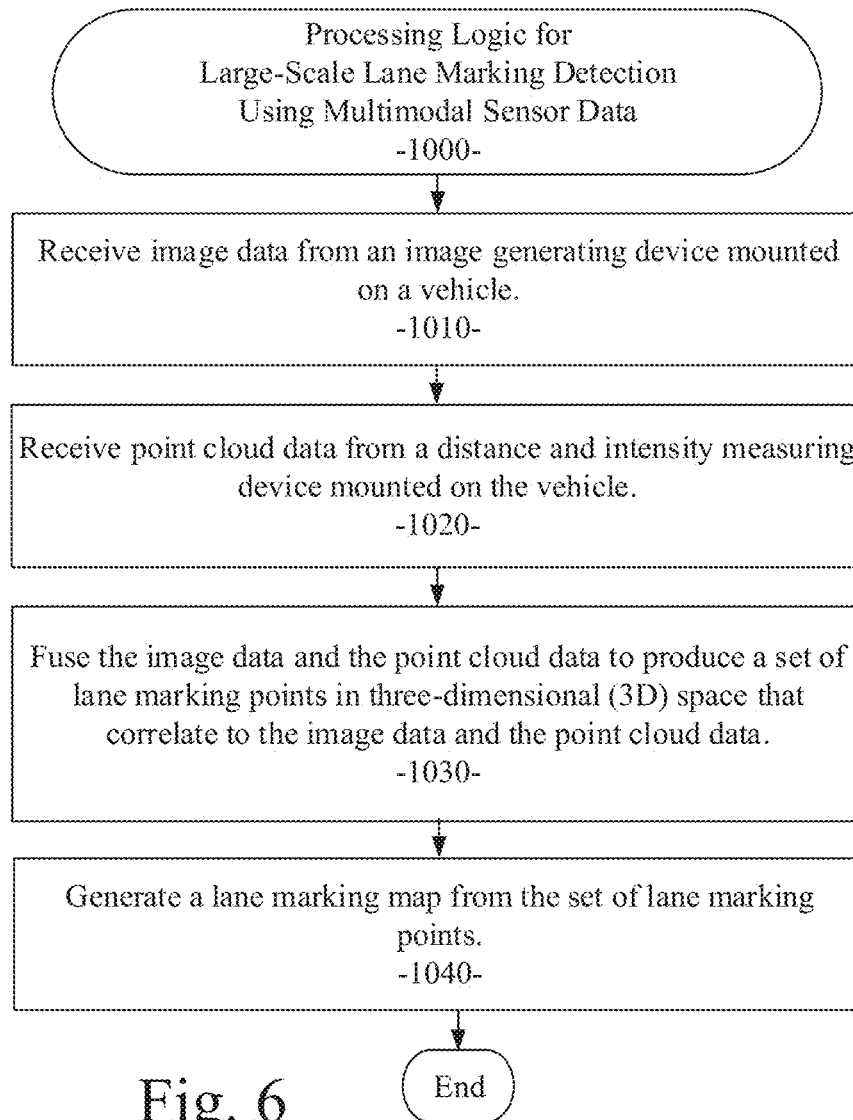 Processing Logic for
Large-Scale Lane Marking Detection
Using Multimodal Sensor Data
-1000-
Receive image data from an image generating device mounted
on a vehicle.
-1010-
Receive point cloud data from a distance and intensity measuring
device mounted on the vehicle.
-1020-
Fuse the image data and the point cloud data to produce a set of
lane marking points in three-dimensional (3D) space that
correlate to the image data and the point cloud data.
-1030-
Generate a lane marking map from the set of lane marking
points.
-1040-
End
Fig. 6